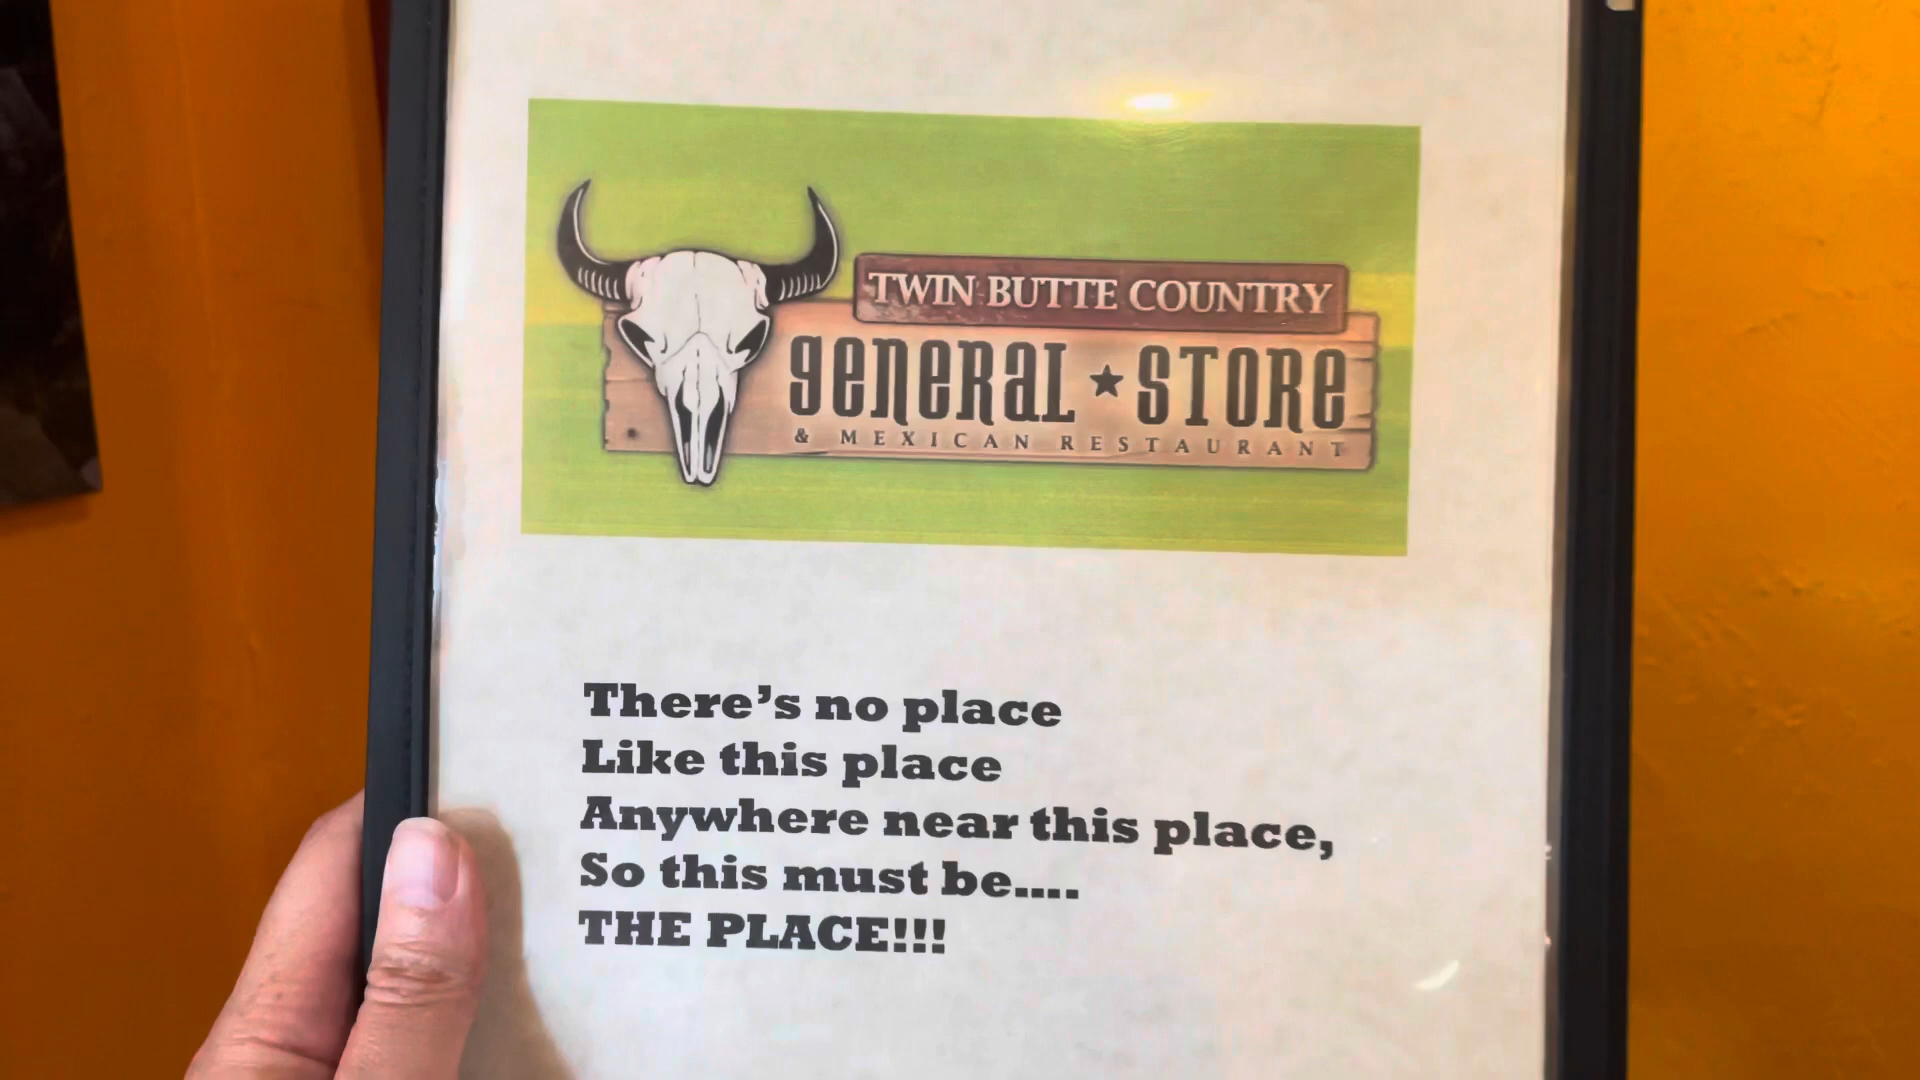 TWIN BUTTE COUNTRY
GENERAL ★ STORE
& MEXICAN RESTAURANT
There's no place
Like this place
Anywhere near this place,
So this must be....
THE PLACE!!!